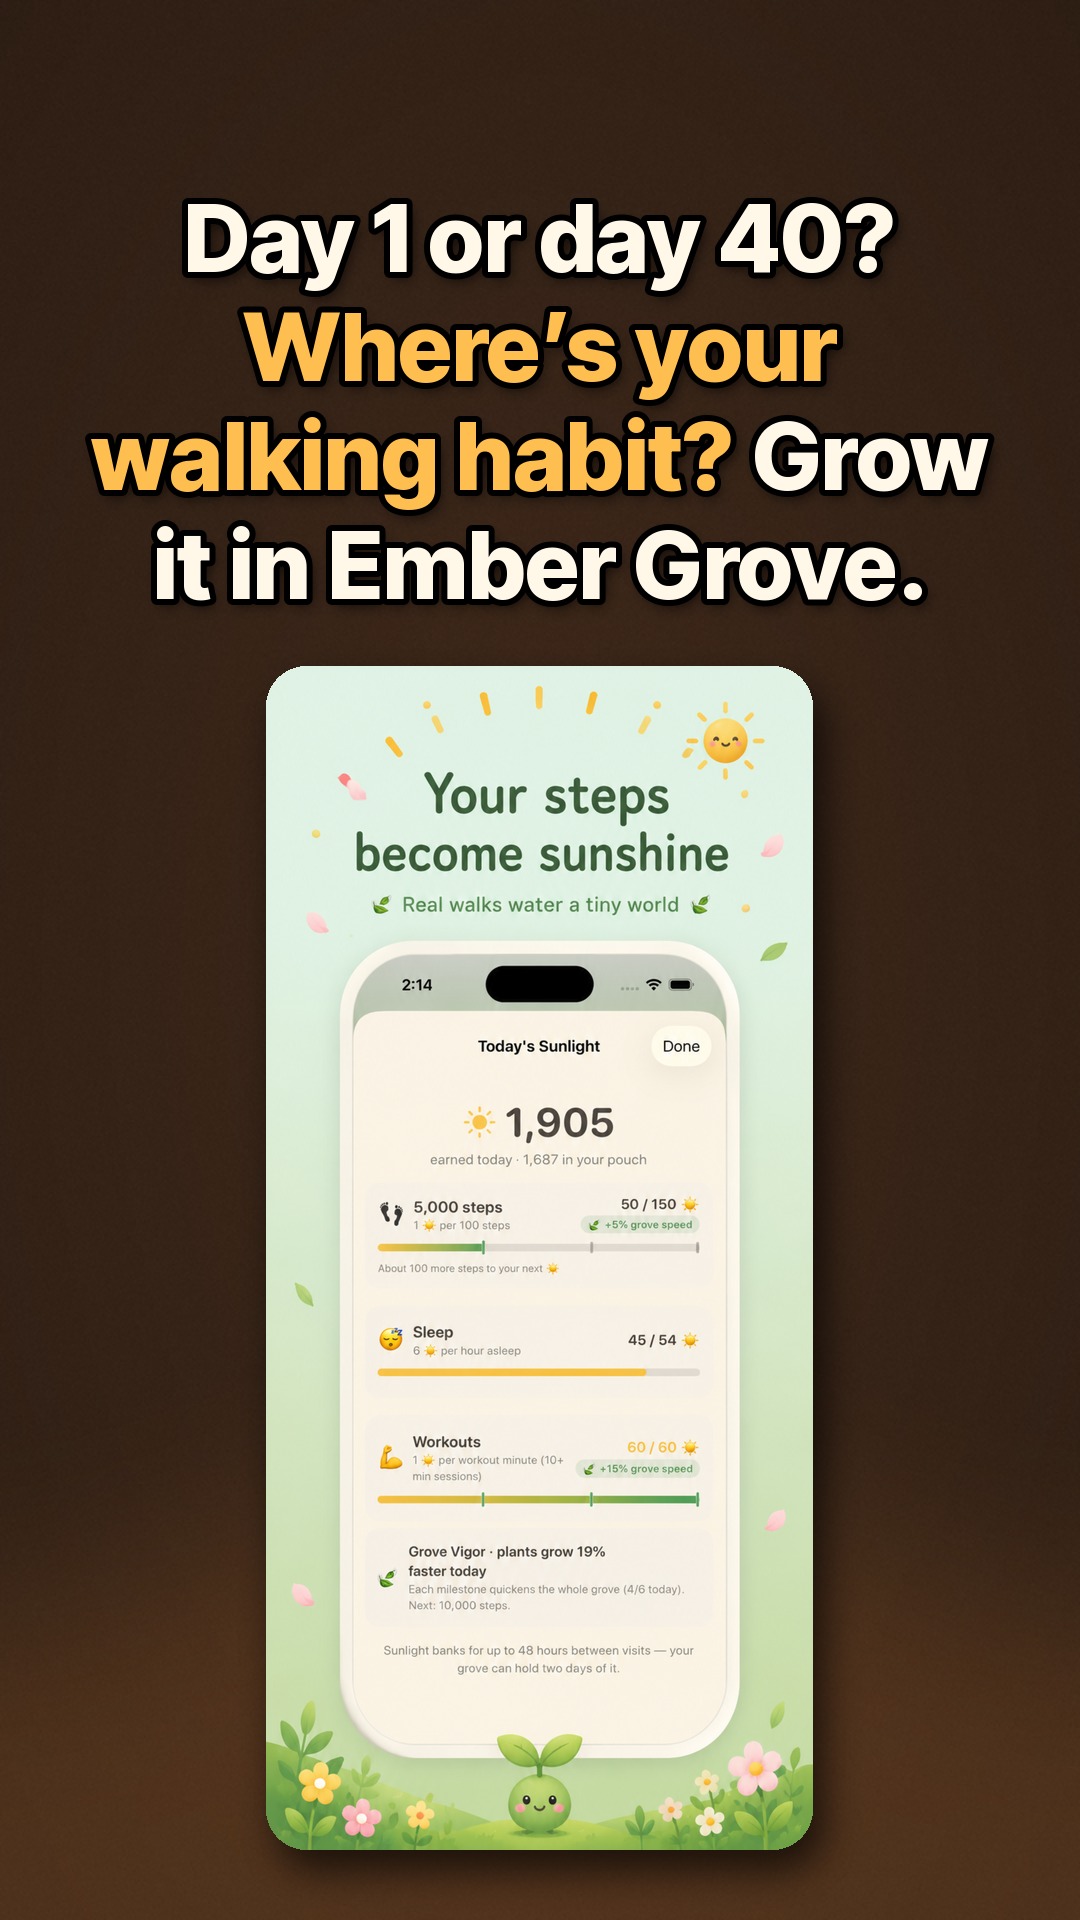 Day 1 or day 40?
Where’s your
walking habit? Grow
it in Ember Grove.
Your steps
become sunshine
Real walks water a tiny world
2:14
Today's Sunlight
Done
1,905
earned today · 1,687 in your pouch
5,000 steps
50 / 150
1 ☀️ per 100 steps
+5% grove speed
About 100 more steps to your next ☀️
Sleep
45 / 54
6 ☀️ per hour asleep
Workouts
60 / 60
1 ☀️ per workout minute (10+
min sessions)
+15% grove speed
Grove Vigor · plants grow 19%
faster today
Each milestone quickens the whole grove (4/6 today).
Next: 10,000 steps.
Sunlight banks for up to 48 hours between visits — your
grove can hold two days of it.